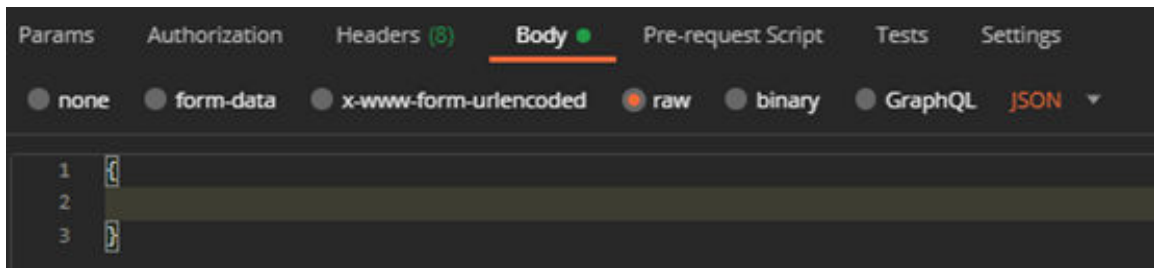 Params Authorization Headers (8) Body Pre-request Script Tests Settings
none form-data x-www-form-urlencoded raw binary GraphQL JSON
1 {
2
3 }